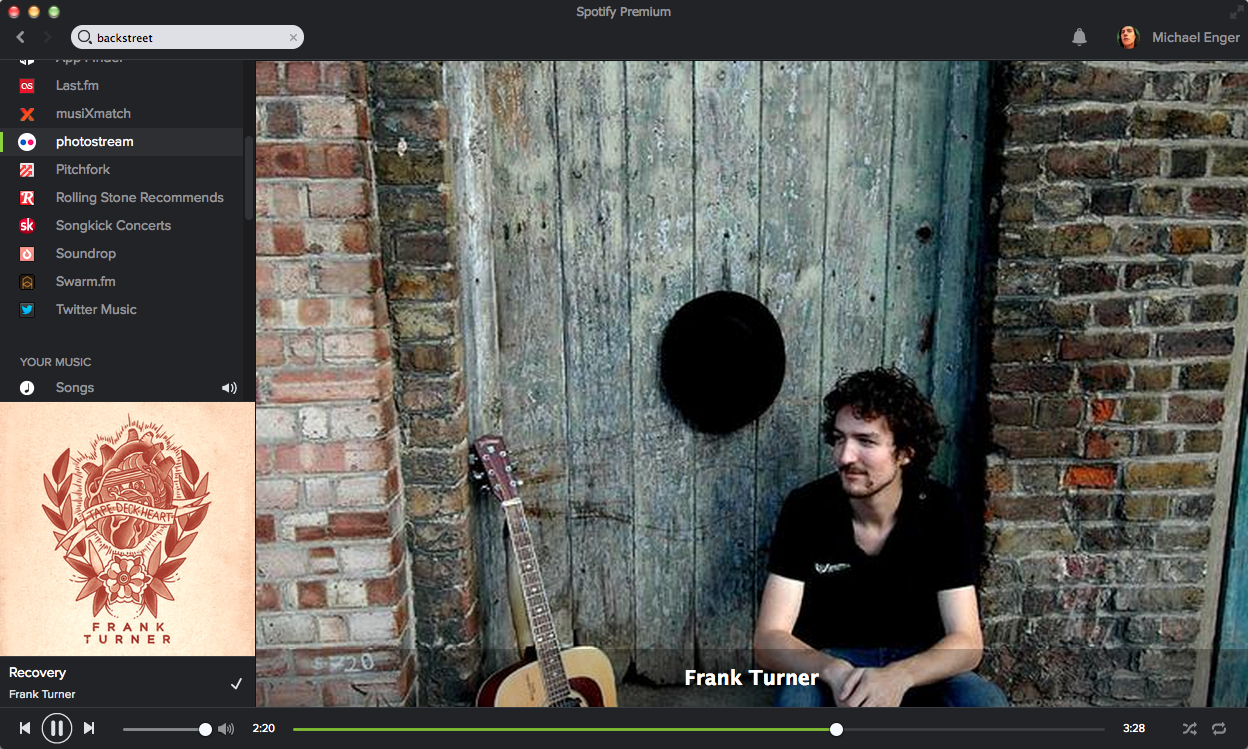 Spotify Premium
backstreet
Michael Enger
App Finder
Last.fm
musiXmatch
photostream
Pitchfork
Rolling Stone Recommends
Songkick Concerts
Soundrop
Swarm.fm
Twitter Music
YOUR MUSIC
Songs
TAPE DECK HEART
FRANK
TURNER
Recovery
Frank Turner
Frank Turner
2:20
3:28